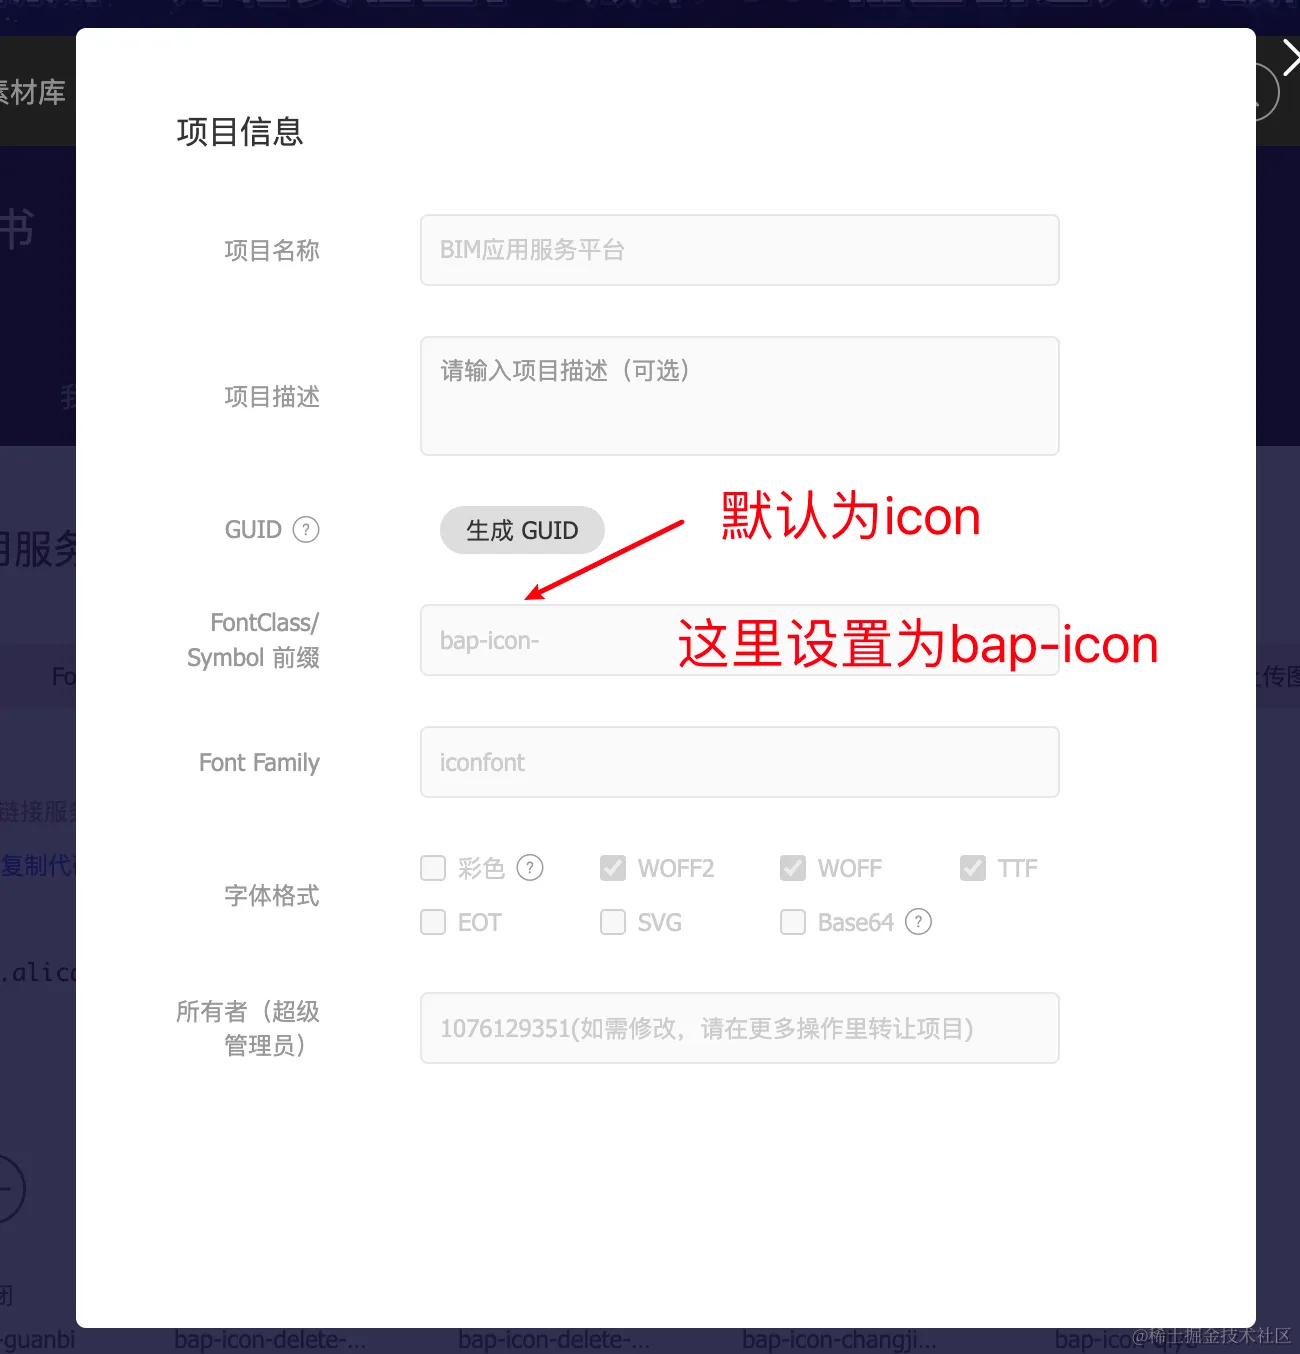 素材库
书
项目信息
项目名称
BIM应用服务平台
项目描述
请输入项目描述（可选）
GUID ?
生成 GUID
默认为icon
FontClass/
Symbol 前缀
bap-icon-
这里设置为bap-icon
Font Family
iconfont
字体格式
彩色 ?
WOFF2
WOFF
TTF
EOT
SVG
Base64 ?
所有者（超级
管理员）
1076129351(如需修改，请在更多操作里转让项目)
用服务
Fo
上传图
链接服务
复制代码
.alic
-guanbi
bap-icon-delete-...
bap-icon-delete-...
bap-icon-changji...
bap-icon-qiye
@稀土掘金技术社区